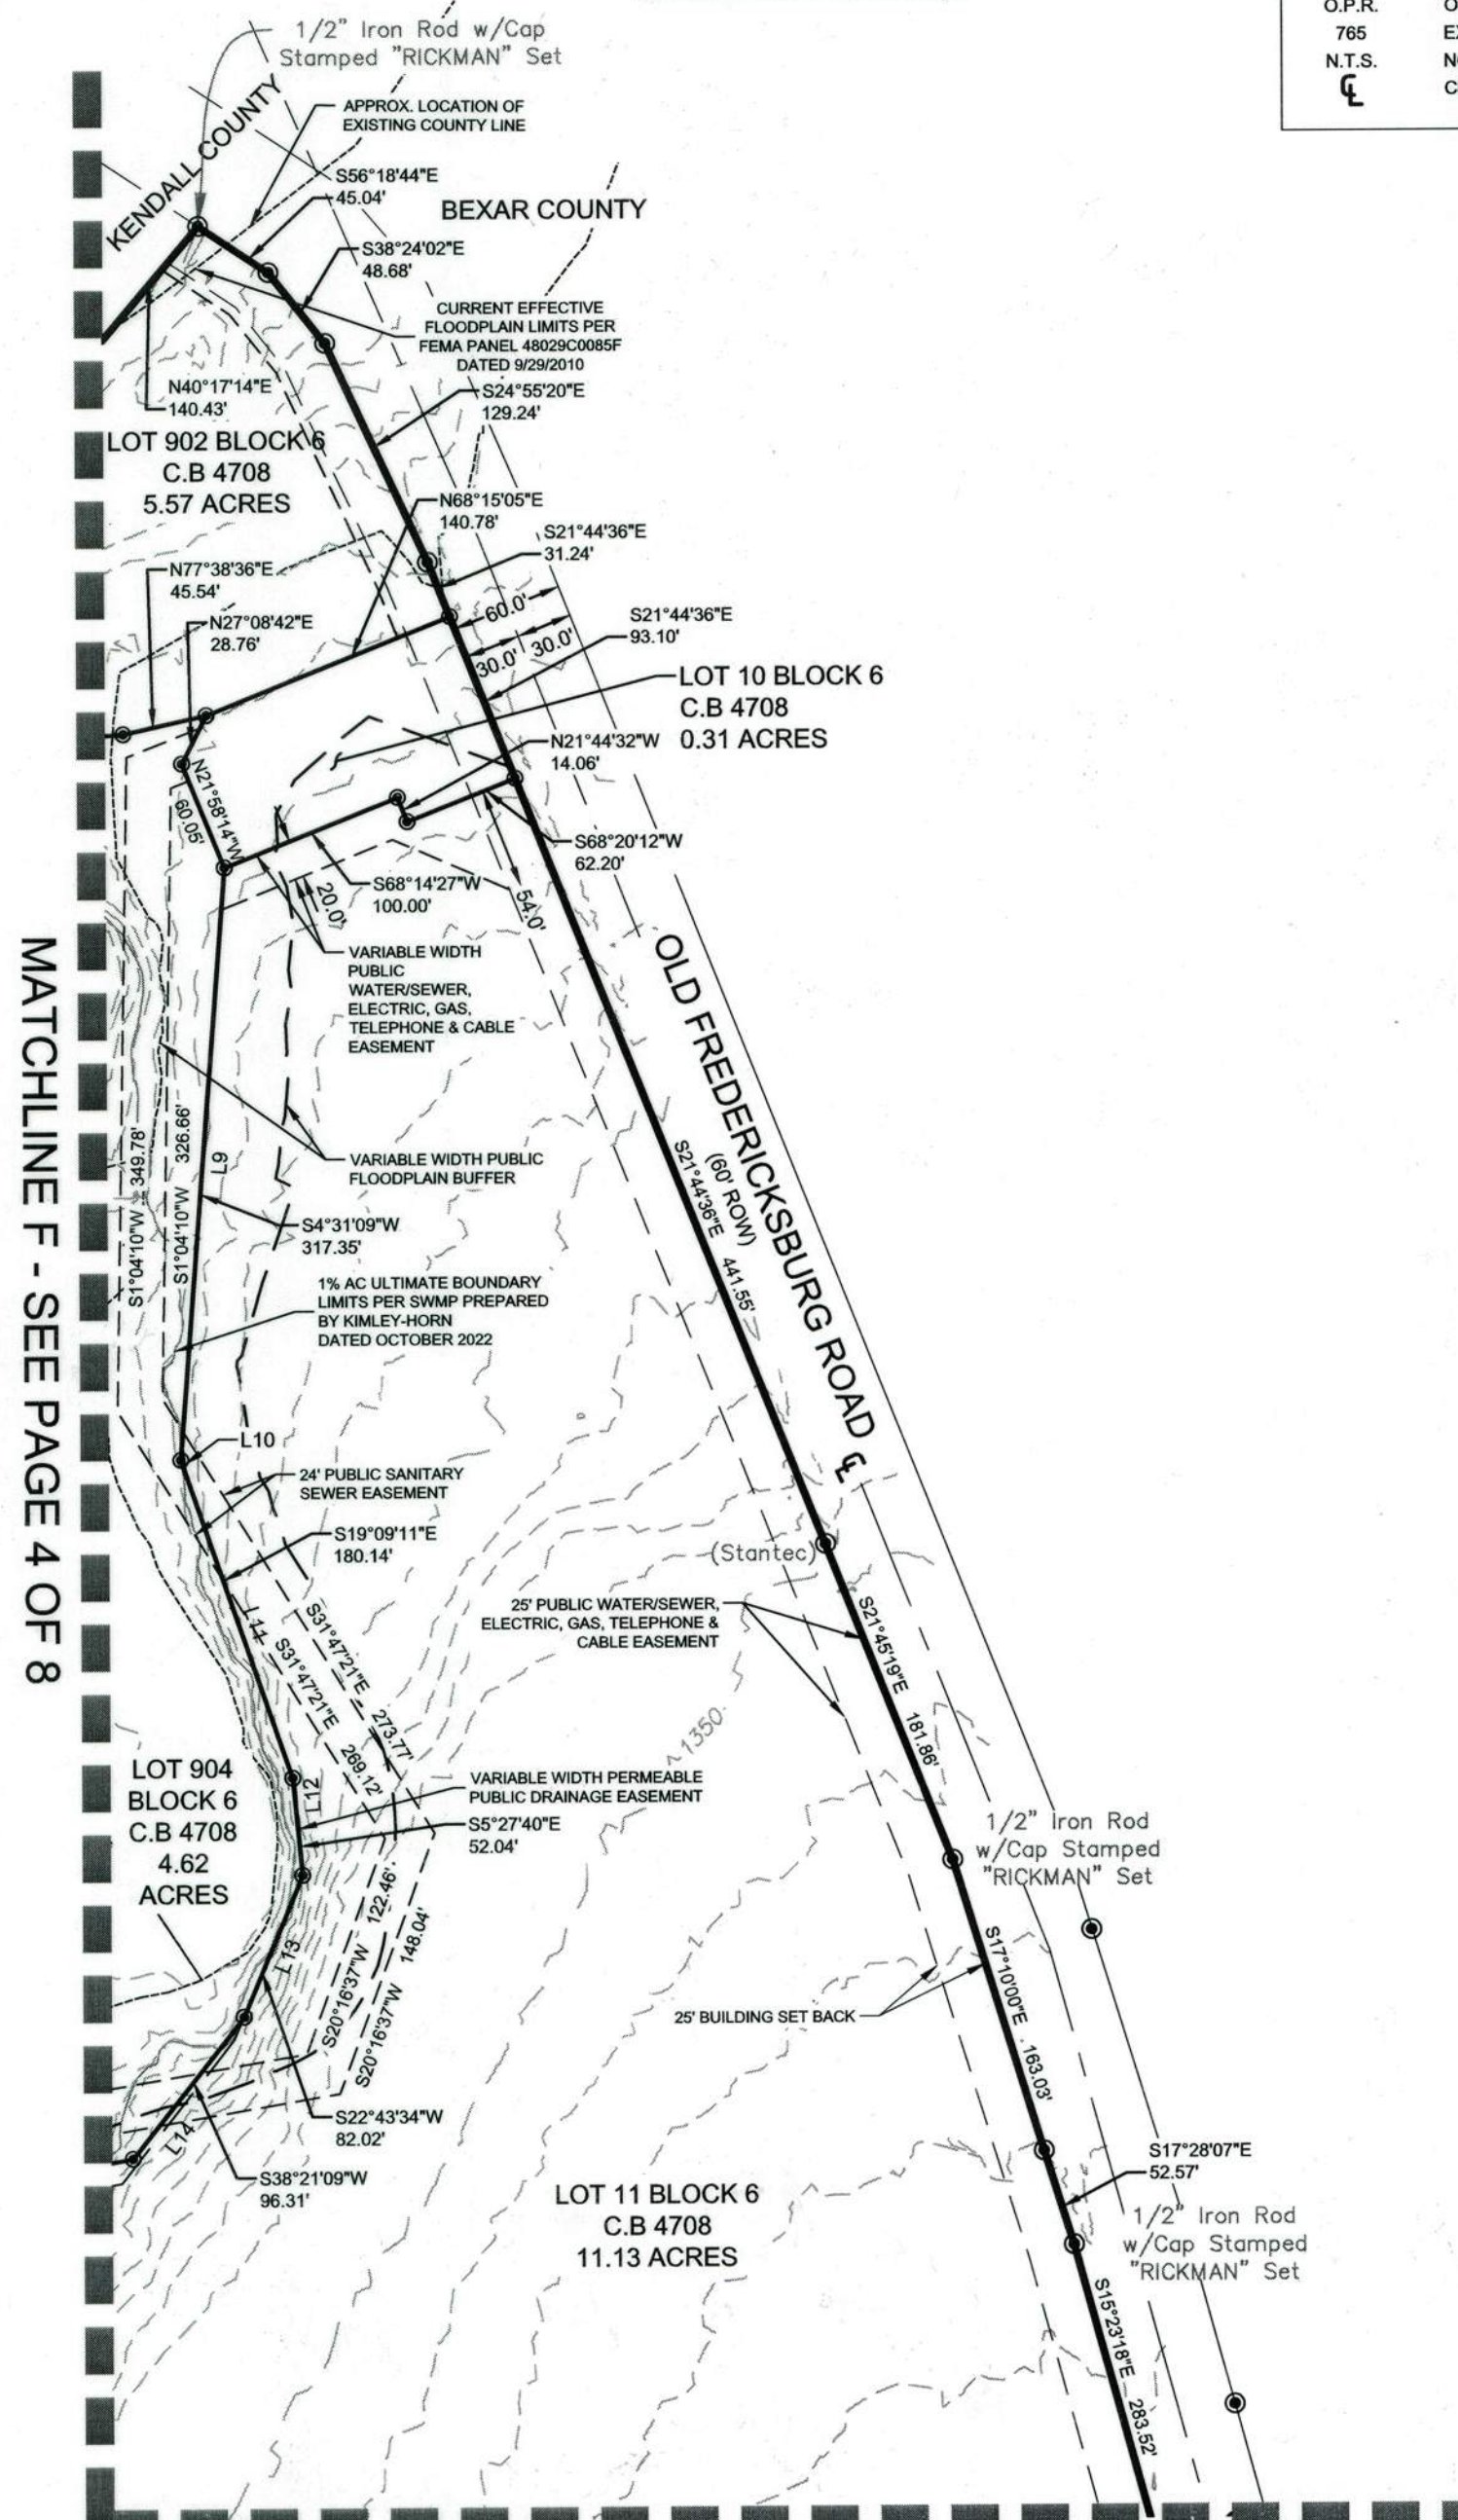 O.P.R.
765
N.T.S.
1/2" Iron Rod w/Cap
Stamped "RICKMAN" Set
KENDALL COUNTY
APPROX. LOCATION OF
EXISTING COUNTY LINE
S56°18'44"E
45.04'
BEXAR COUNTY
S38°24'02"E
48.68'
CURRENT EFFECTIVE
FLOODPLAIN LIMITS PER
FEMA PANEL 48029C0085F
DATED 9/29/2010
N40°17'14"E
140.43'
S24°55'20"E
129.24'
LOT 902 BLOCK 6
C.B 4708
5.57 ACRES
N68°15'05"E
140.78'
S21°44'36"E
31.24'
N77°38'36"E
45.54'
N27°08'42"E
28.76'
60.0'
30.0'
30.0'
S21°44'36"E
93.10'
LOT 10 BLOCK 6
C.B 4708
0.31 ACRES
N21°44'32"W
14.06'
N21°58'14"W
60.05'
S68°20'12"W
62.20'
S68°14'27"W
100.00'
20.0'
54.0'
VARIABLE WIDTH
PUBLIC
WATER/SEWER,
ELECTRIC, GAS,
TELEPHONE & CABLE
EASEMENT
OLD FREDERICKSBURG ROAD
(60' ROW)
S21°44'36"E 441.55'
MATCHLINE F - SEE PAGE 4 OF 8
S1°04'10"W 349.78'
S1°04'10"W 326.66'
L9
VARIABLE WIDTH PUBLIC
FLOODPLAIN BUFFER
S4°31'09"W
317.35'
1% AC ULTIMATE BOUNDARY
LIMITS PER SWMP PREPARED
BY KIMLEY-HORN
DATED OCTOBER 2022
L10
24' PUBLIC SANITARY
SEWER EASEMENT
S19°09'11"E
180.14'
(Stantec)
25' PUBLIC WATER/SEWER,
ELECTRIC, GAS, TELEPHONE &
CABLE EASEMENT
L11
S31°47'21"E 273.77'
S31°47'21"E 269.12'
S21°45'19"E 181.86'
1350
LOT 904
BLOCK 6
C.B 4708
4.62
ACRES
L12
VARIABLE WIDTH PERMEABLE
PUBLIC DRAINAGE EASEMENT
S5°27'40"E
52.04'
1/2" Iron Rod
w/Cap Stamped
"RICKMAN" Set
L13
S20°16'37"W 122.46'
S20°16'37"W 148.04'
S17°10'00"E 163.03'
25' BUILDING SET BACK
S22°43'34"W
82.02'
L14
S38°21'09"W
96.31'
S17°28'07"E
52.57'
LOT 11 BLOCK 6
C.B 4708
11.13 ACRES
1/2" Iron Rod
w/Cap Stamped
"RICKMAN" Set
S15°23'18"E 283.52'